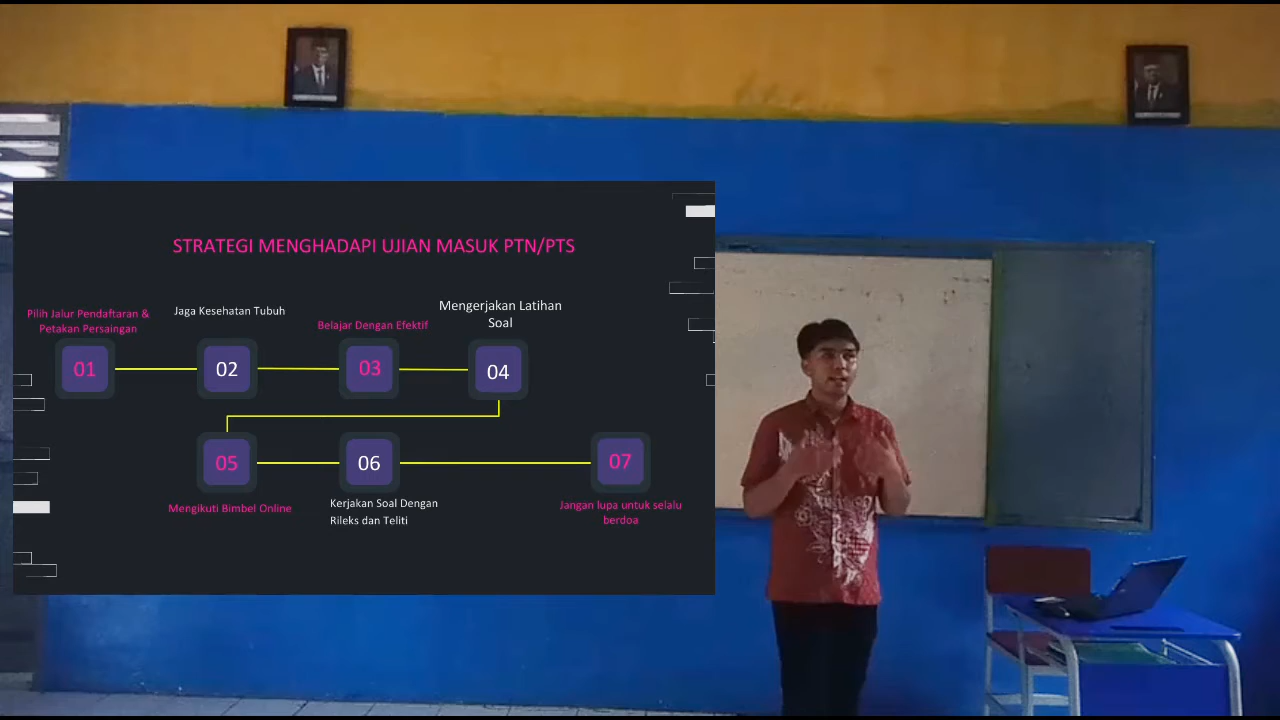 STRATEGI MENGHADAPI UJIAN MASUK PTN/PTS
Pilih Jalur Pendaftaran &
Petakan Persaingan
01
Jaga Kesehatan Tubuh
02
Belajar Dengan Efektif
03
Mengerjakan Latihan
Soal
04
05
Mengikuti Bimbel Online
06
Kerjakan Soal Dengan
Rileks dan Teliti
07
Jangan lupa untuk selalu
berdoa